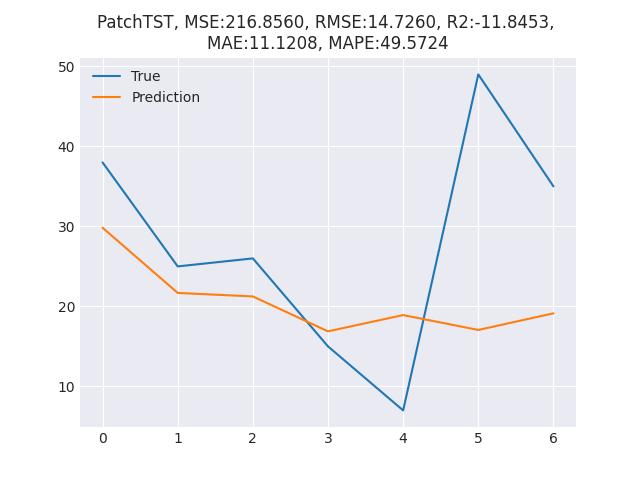 PatchTST, MSE:216.8560, RMSE:14.7260, R2:-11.8453,
MAE:11.1208, MAPE:49.5724
True
Prediction
50
40
30
20
10
0 1 2 3 4 5 6